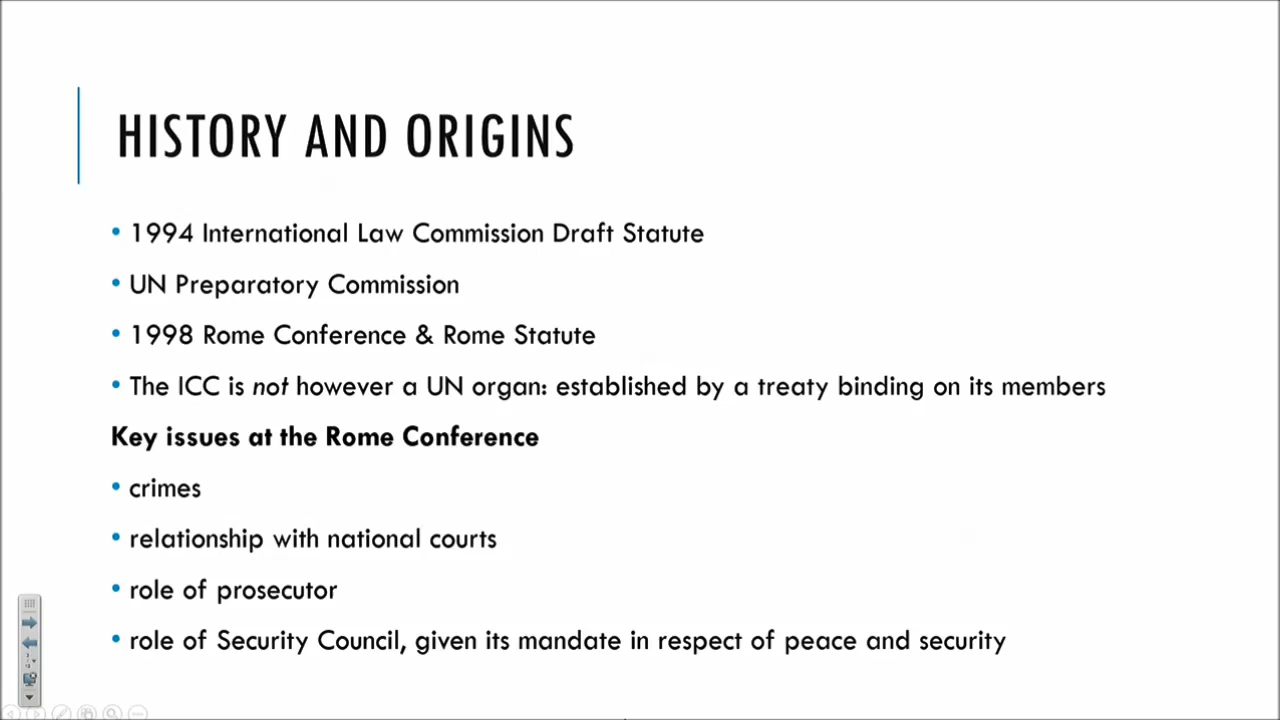 HISTORY AND ORIGINS
• 1994 International Law Commission Draft Statute
• UN Preparatory Commission
• 1998 Rome Conference & Rome Statute
• The ICC is not however a UN organ: established by a treaty binding on its members
Key issues at the Rome Conference
• crimes
• relationship with national courts
• role of prosecutor
• role of Security Council, given its mandate in respect of peace and security